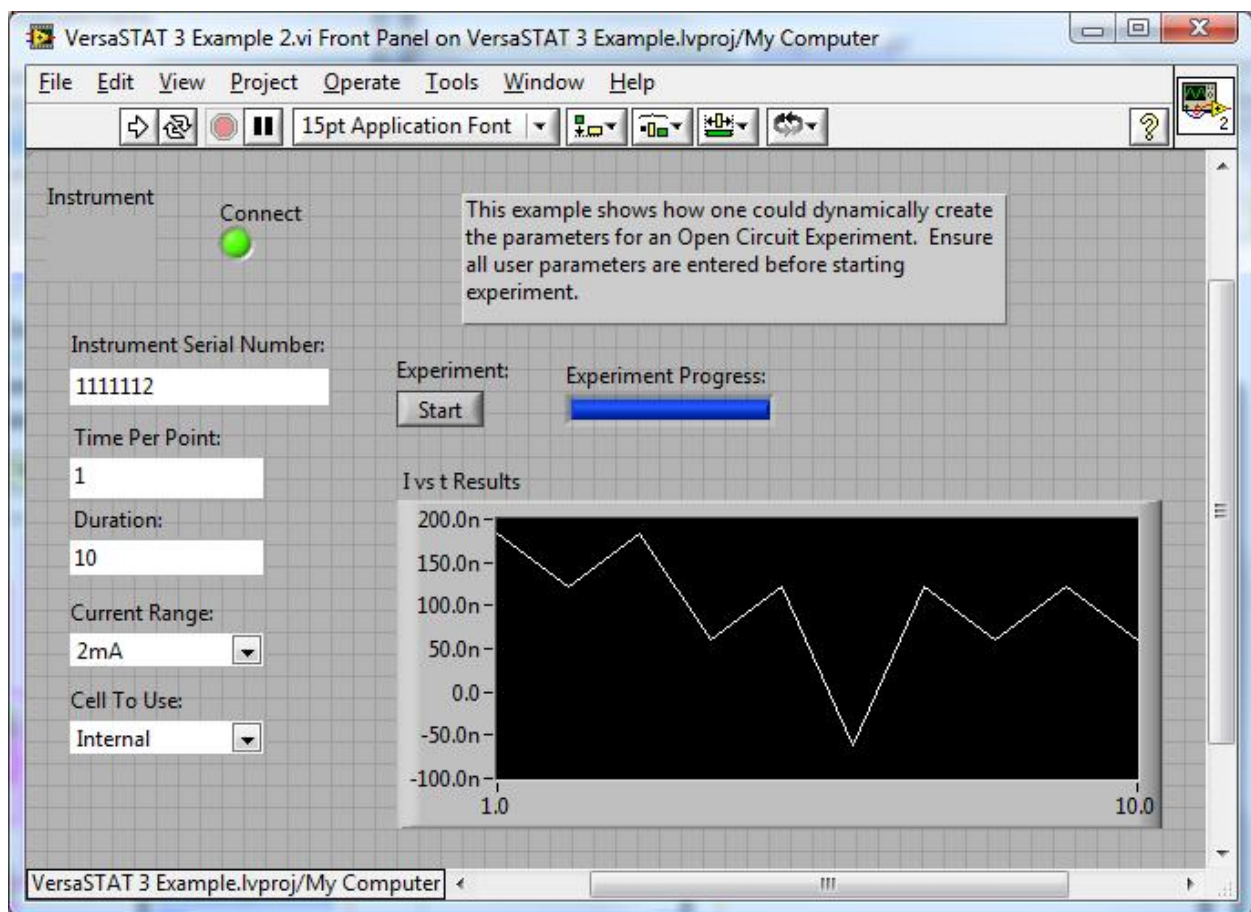 VersaSTAT 3 Example 2.vi Front Panel on VersaSTAT 3 Example.lvproj/My Computer
File Edit View Project Operate Tools Window Help
15pt Application Font
2
Instrument
Connect
This example shows how one could dynamically create
the parameters for an Open Circuit Experiment. Ensure
all user parameters are entered before starting
experiment.
Instrument Serial Number:
1111112
Experiment:
Start
Experiment Progress:
Time Per Point:
1
Duration:
10
Current Range:
2mA
Cell To Use:
Internal
I vs t Results
200.0n
150.0n
100.0n
50.0n
0.0
-50.0n
-100.0n
1.0 10.0
VersaSTAT 3 Example.lvproj/My Computer